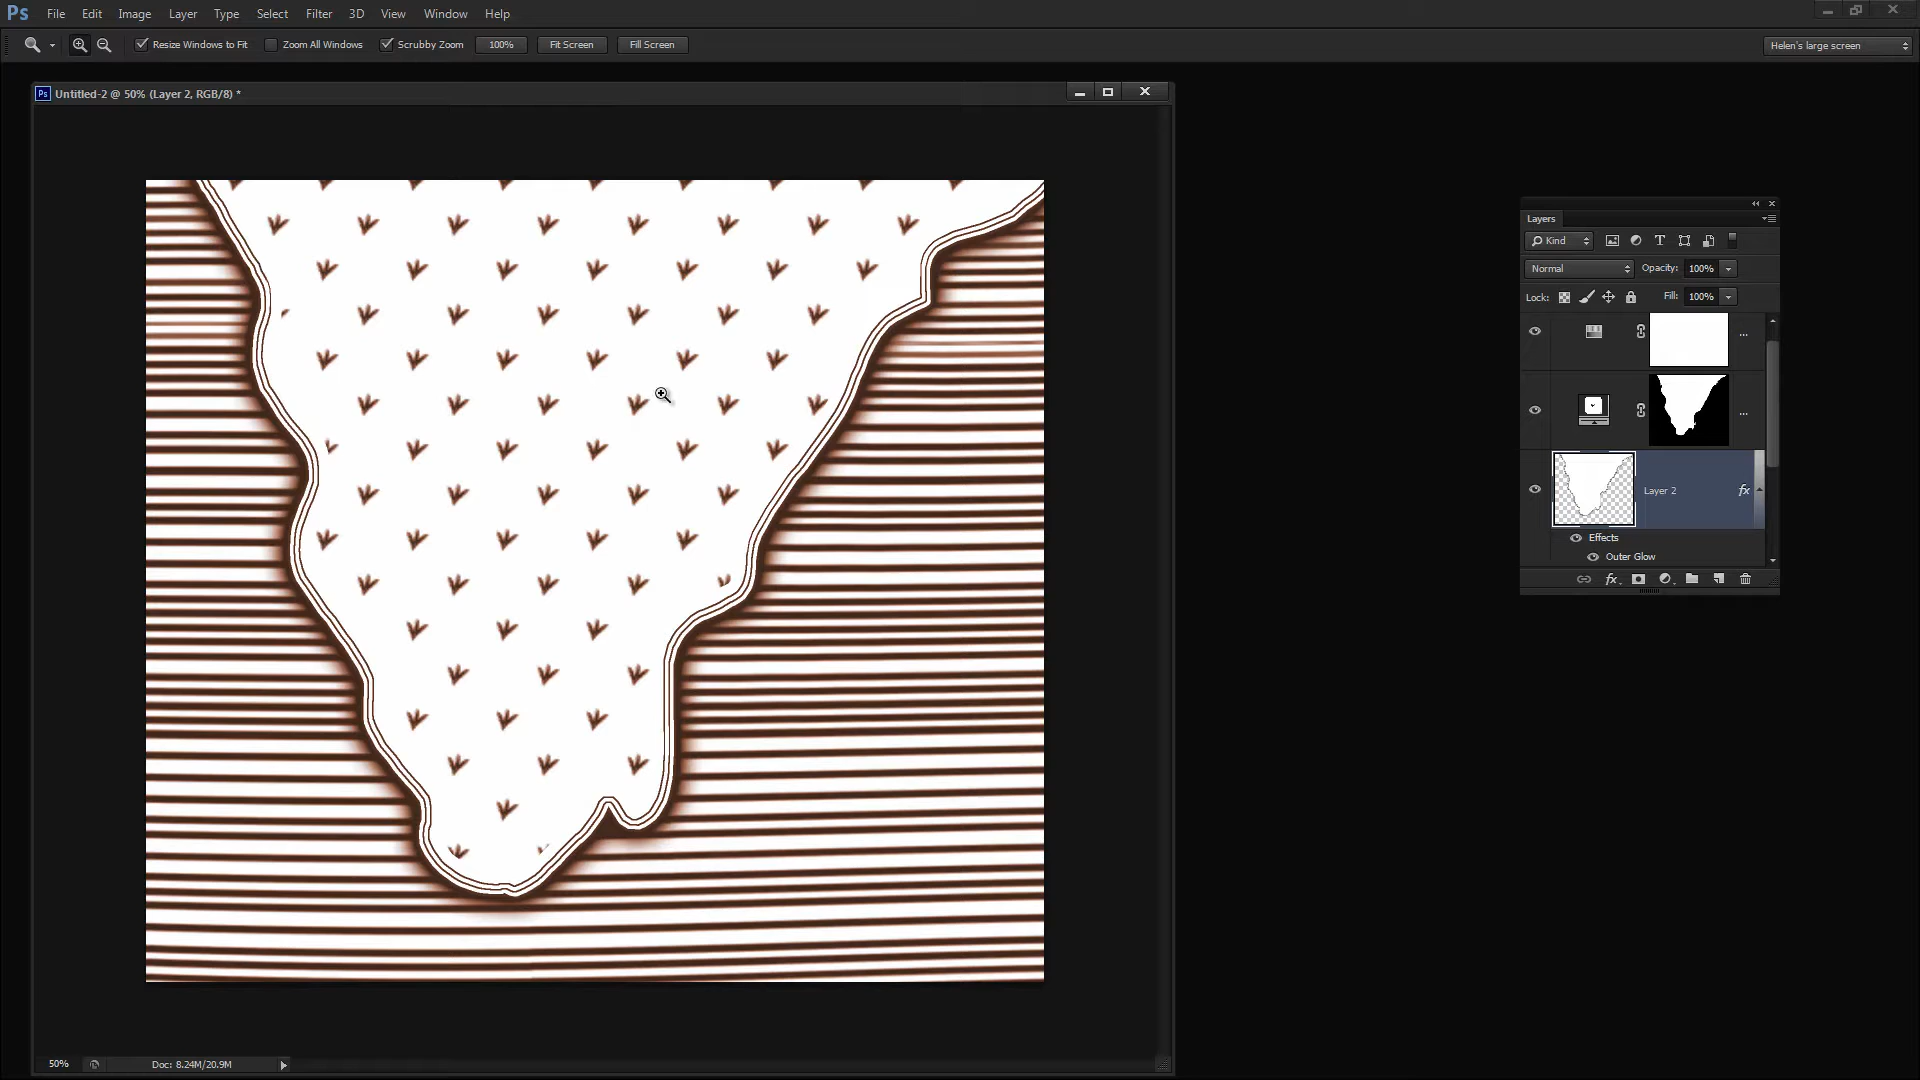 Ps File Edit Image Layer Type Select Filter 3D View Window Help
Resize Windows to Fit Zoom All Windows Scrubby Zoom 100% Fit Screen Fill Screen Helen's large screen
Ps Untitled-2 @ 50% (Layer 2, RGB/8) *
Layers
Kind
Normal Opacity: 100%
Lock: Fill: 100%
...
...
Layer 2 fx
Effects
Outer Glow
fx
50% Doc: 8.24M/20.9M